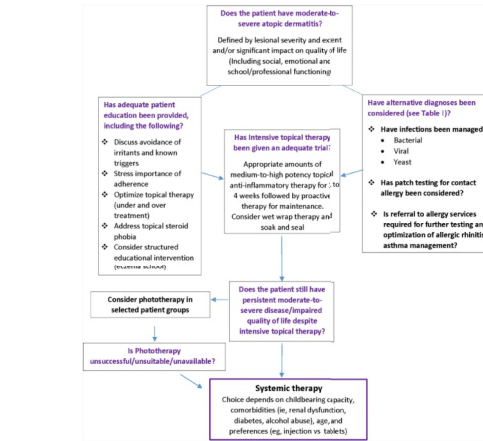 Does the patient have moderate-to-
severe atopic dermatitis?
Defined by lesional severity and extent
and/or significant impact on quality of life
(Including social, emotional and
school/professional functioning)
Has adequate patient
education been provided,
including the following?
❖ Discuss avoidance of
irritants and known
triggers
❖ Stress importance of
adherence
❖ Optimize topical therapy
(under and over
treatment)
❖ Address topical steroid
phobia
❖ Consider structured
educational intervention
(eczema school)
Has Intensive topical therapy
been given an adequate trial?
Appropriate amounts of
medium-to-high potency topical
anti-inflammatory therapy for to
4 weeks followed by proactive
therapy for maintenance.
Consider wet wrap therapy and
soak and seal
Have alternative diagnoses been
considered (see Table I)?
❖ Have infections been managed
• Bacterial
• Viral
• Yeast
❖ Has patch testing for contact
allergy been considered?
❖ Is referral to allergy services
required for further testing an
optimization of allergic rhinitis
asthma management?
Does the patient still have
persistent moderate-to-
severe disease/impaired
quality of life despite
intensive topical therapy?
Consider phototherapy in
selected patient groups
Is Phototherapy
unsuccessful/unsuitable/unavailable?
Systemic therapy
Choice depends on childbearing capacity,
comorbidities (ie, renal dysfunction,
diabetes, alcohol abuse), age, and
preferences (eg, injection vs tablets)